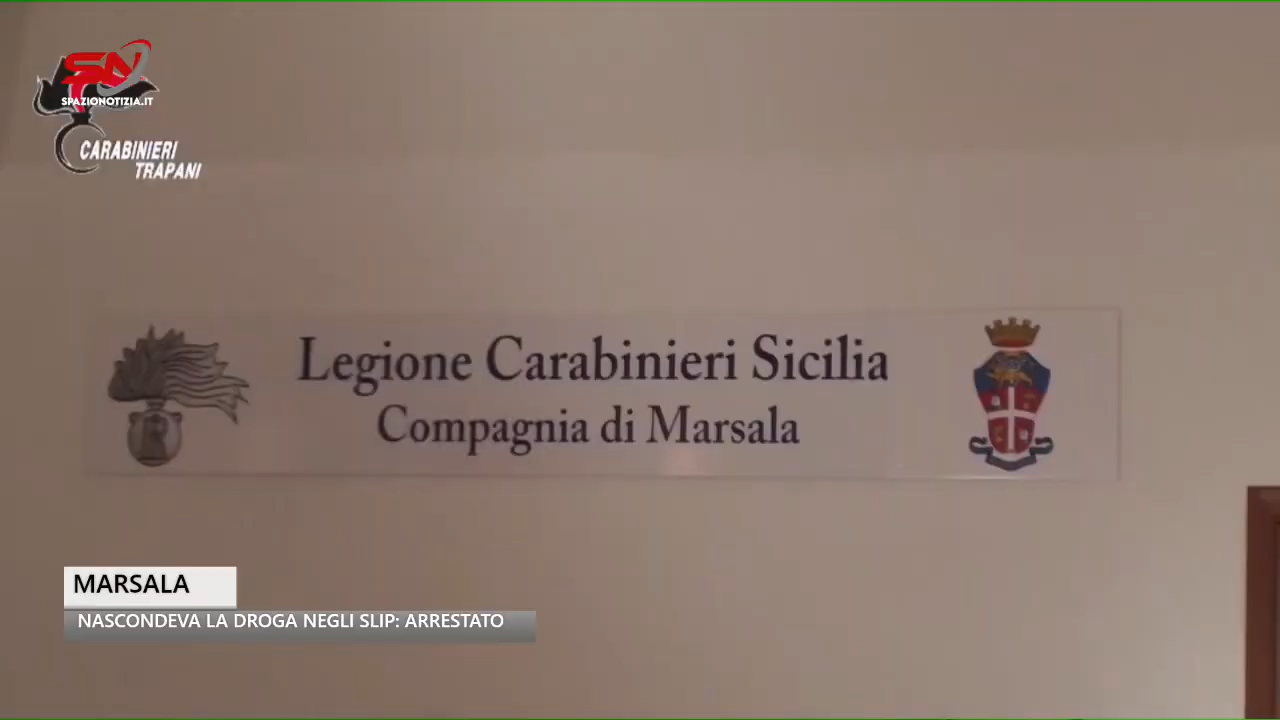 SPAZIONOTIZIA.IT
CARABINIERI
TRAPANI
Legione Carabinieri Sicilia
Compagnia di Marsala
MARSALA
NASCONDEVA LA DROGA NEGLI SLIP: ARRESTATO